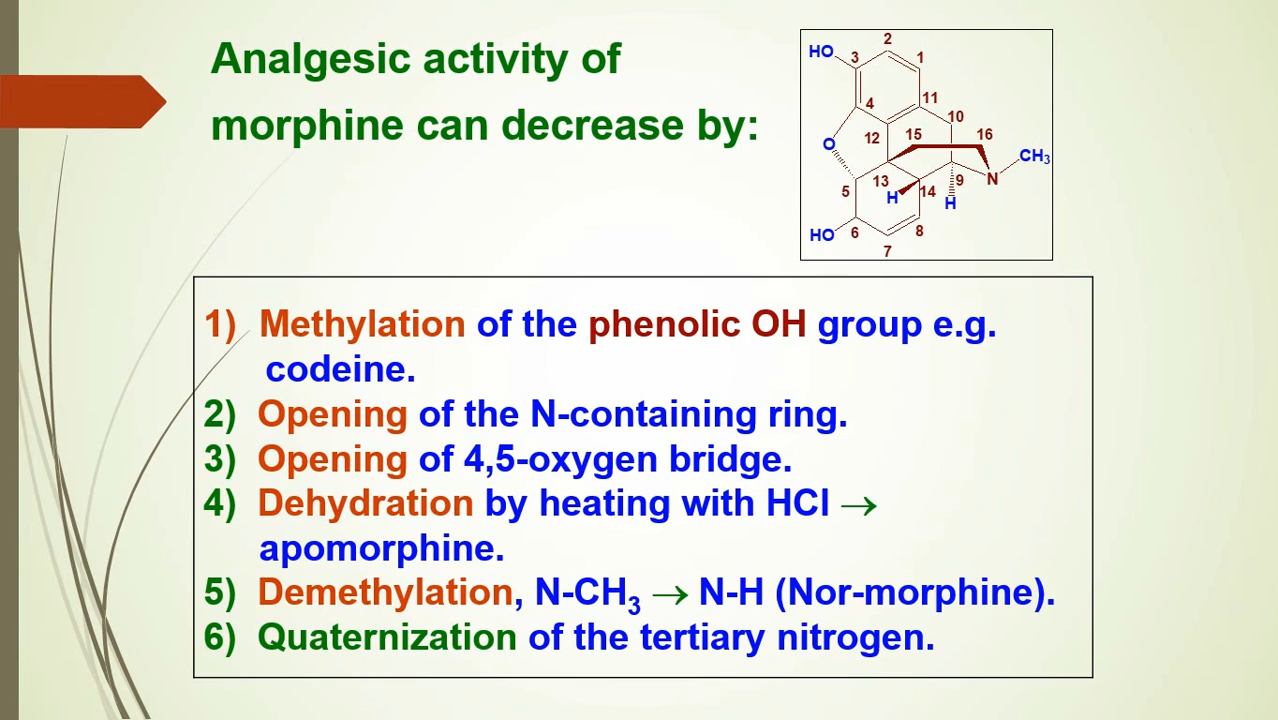 Analgesic activity of
morphine can decrease by:
HO
2
3
1
4
11
10
12
15
16
O
CH3
13
9
N
5
H
14
H
HO
6
8
7
1) Methylation of the phenolic OH group e.g.
codeine.
2) Opening of the N-containing ring.
3) Opening of 4,5-oxygen bridge.
4) Dehydration by heating with HCl →
apomorphine.
5) Demethylation, N-CH3 → N-H (Nor-morphine).
6) Quaternization of the tertiary nitrogen.